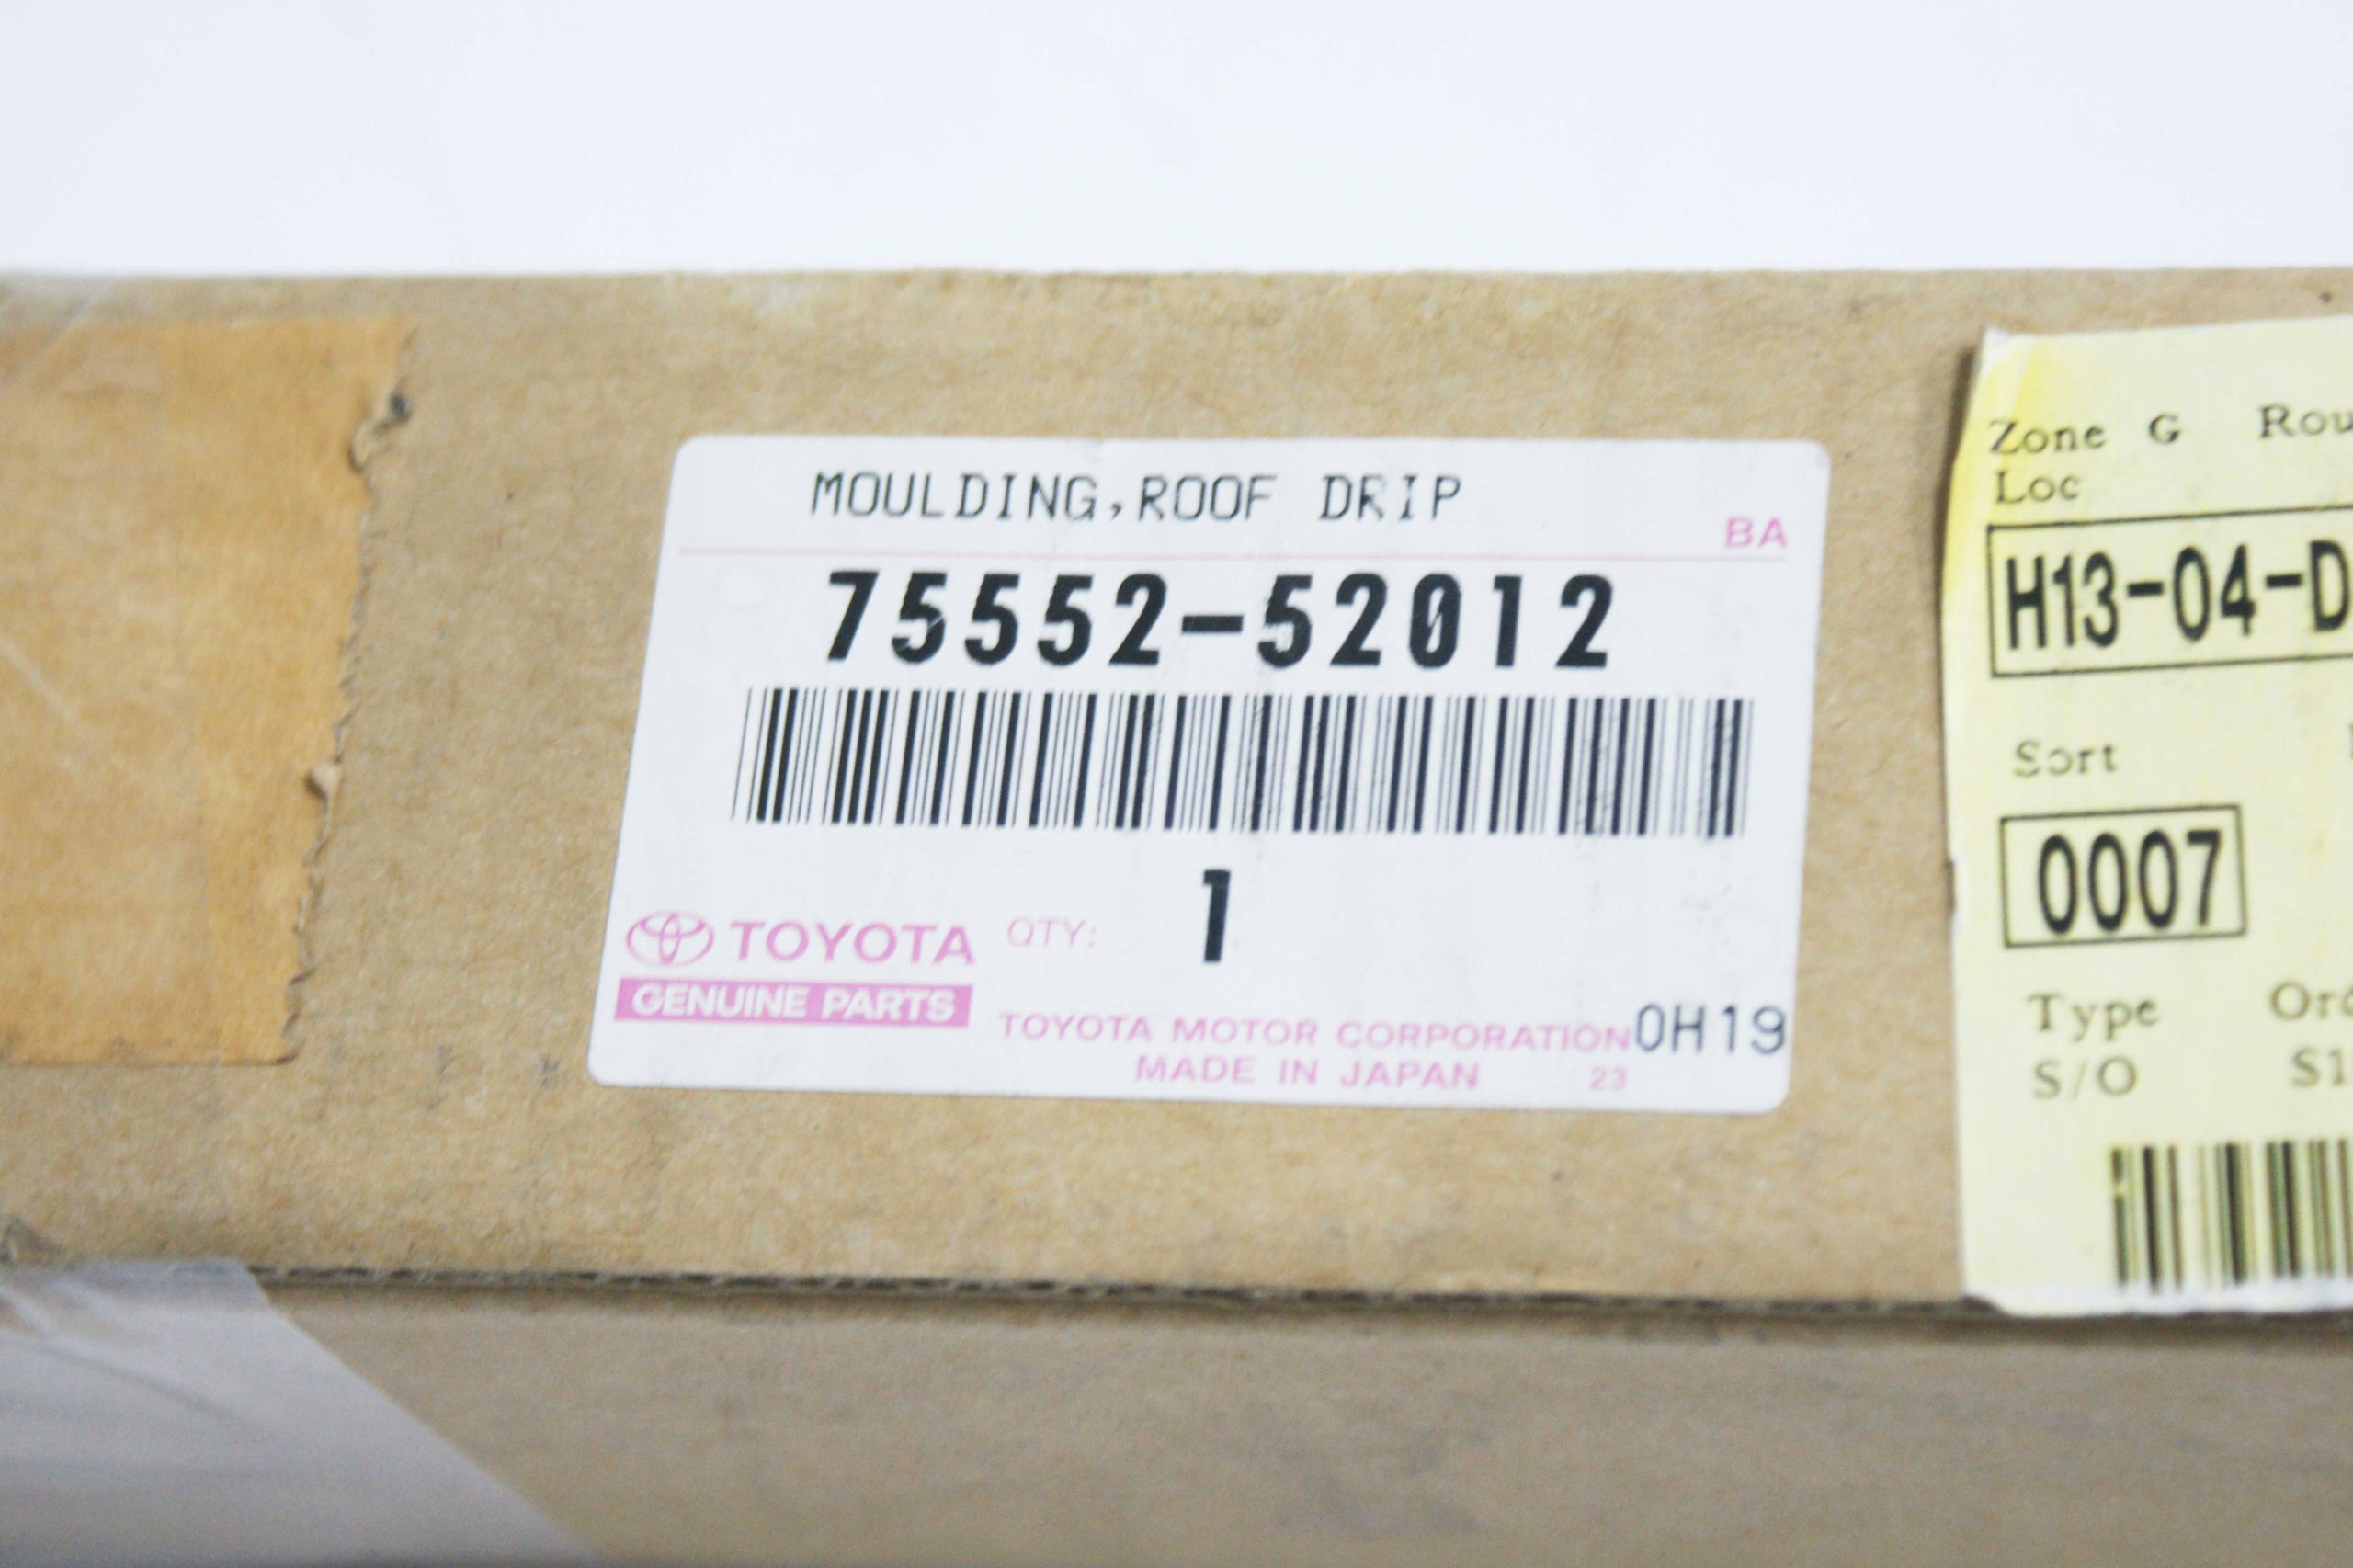 MOULDING,ROOF DRIP
BA
75552-52012
1
TOYOTA QTY:
GENUINE PARTS
TOYOTA MOTOR CORPORATION 0H19
MADE IN JAPAN 23
Zone G
Loc
H13-04-D
Sort
0007
Type
S/O